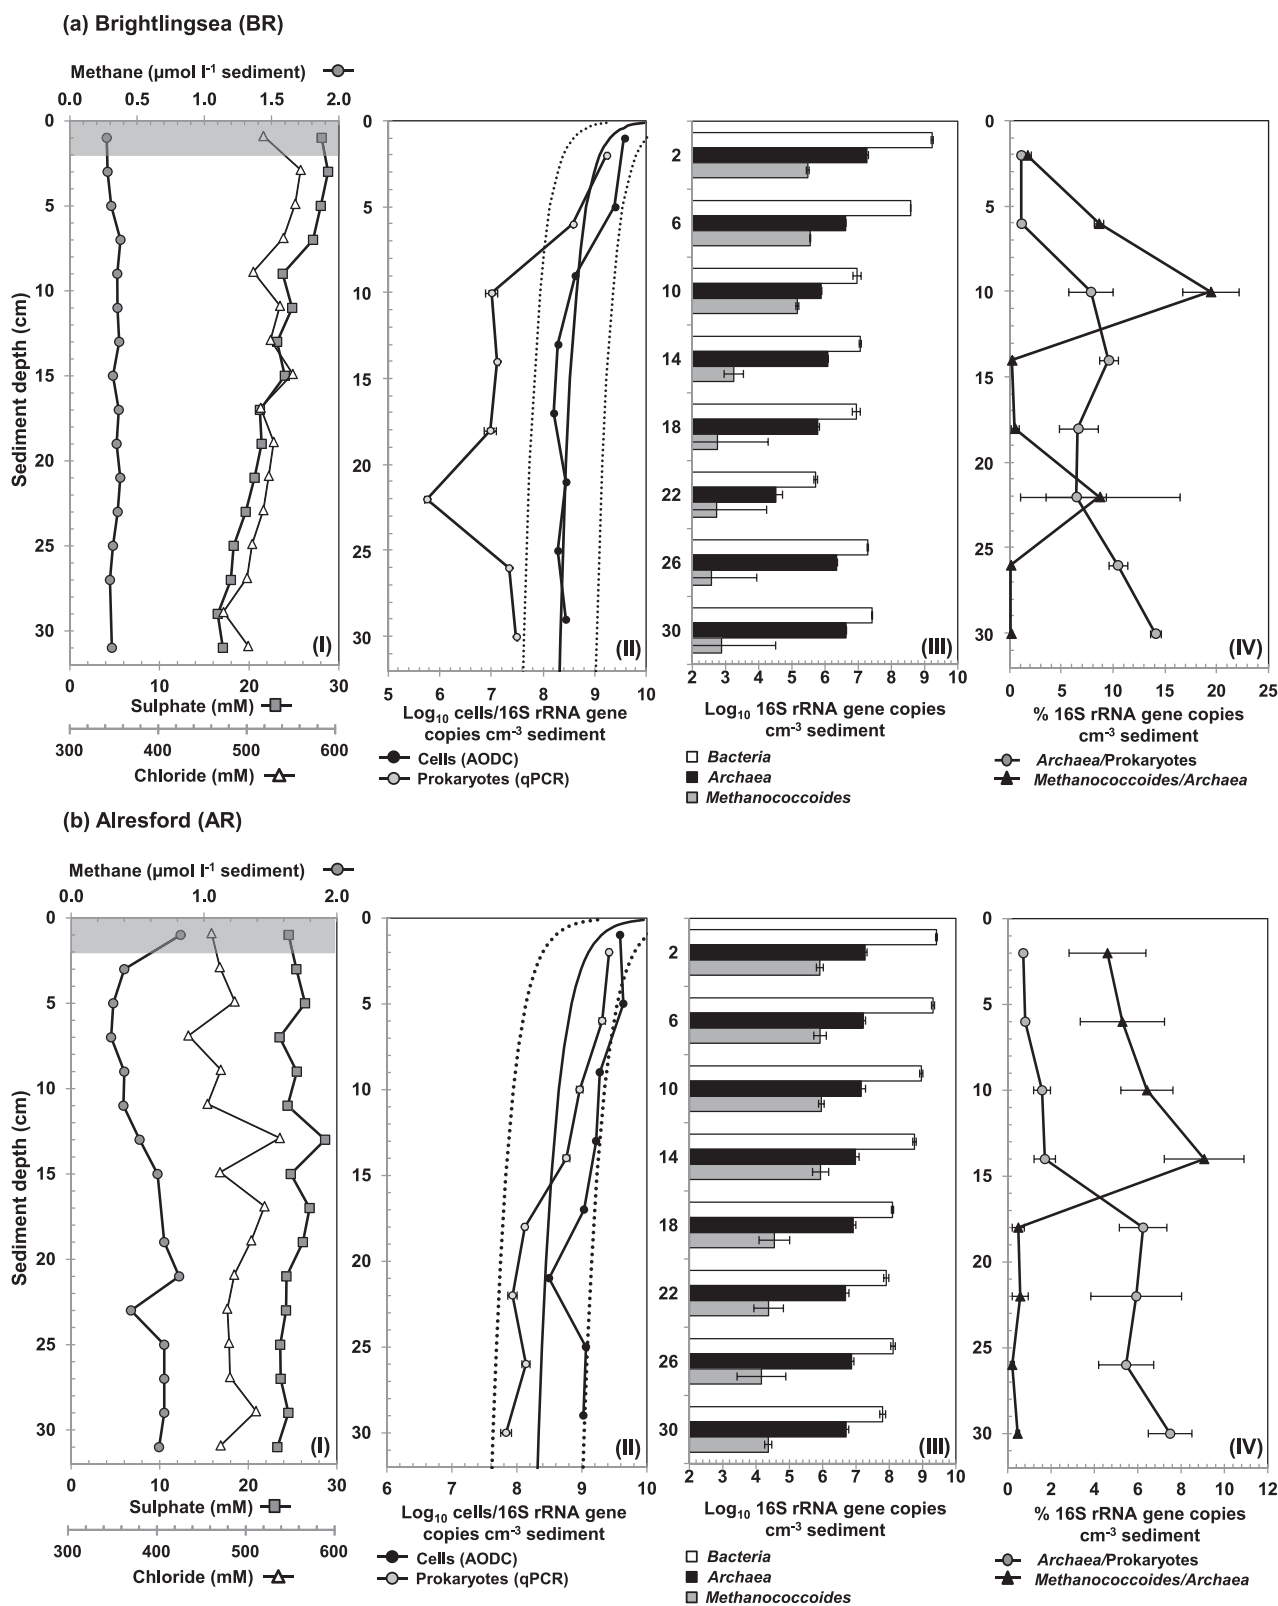 (a) Brightlingsea (BR)
Methane (µmol l-1 sediment)
0.0 0.5 1.0 1.5 2.0
Sediment depth (cm)
0
5
10
15
20
25
30
(I)
0 10 20 30
Sulphate (mM)
300 400 500 600
Chloride (mM)
0
5
10
15
20
25
30
(II)
5 6 7 8 9 10
Log10 cells/16S rRNA gene
copies cm-3 sediment
Cells (AODC)
Prokaryotes (qPCR)
2
6
10
14
18
22
26
30
(III)
2 3 4 5 6 7 8 9 10
Log10 16S rRNA gene copies
cm-3 sediment
Bacteria
Archaea
Methanococcoides
0
5
10
15
20
25
30
(IV)
0 5 10 15 20 25
% 16S rRNA gene copies
cm-3 sediment
Archaea/Prokaryotes
Methanococcoides/Archaea
(b) Alresford (AR)
Methane (µmol l-1 sediment)
0.0 1.1 2.0
Sediment depth (cm)
0
5
10
15
20
25
30
(I)
0 10 20 30
Sulphate (mM)
300 400 500 600
Chloride (mM)
0
5
10
15
20
25
30
(II)
6 7 8 9 10
Log10 cells/16S rRNA gene
copies cm-3 sediment
Cells (AODC)
Prokaryotes (qPCR)
2
6
10
14
18
22
26
30
(III)
2 3 4 5 6 7 8 9 10
Log10 16S rRNA gene copies
cm-3 sediment
Bacteria
Archaea
Methanococcoides
0
5
10
15
20
25
30
(IV)
0 2 4 6 8 10 12
% 16S rRNA gene copies
cm-3 sediment
Archaea/Prokaryotes
Methanococcoides/Archaea